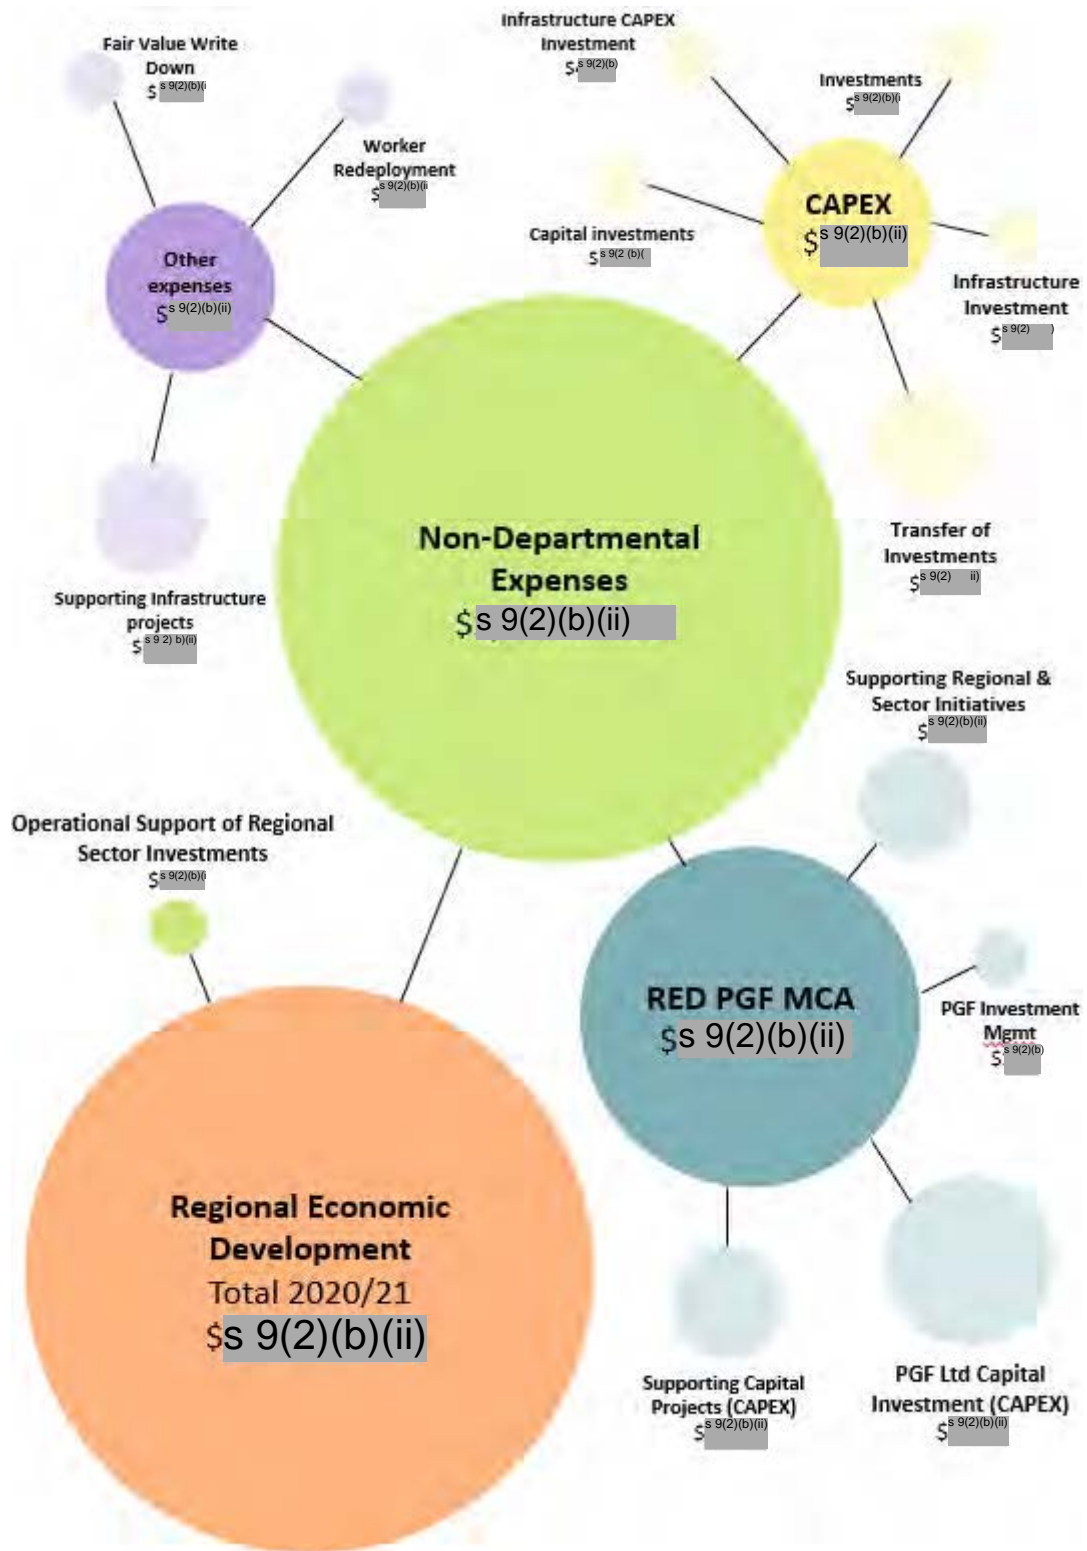 Fair Value Write
Down
$ s 9(2)(b)(i
Worker
Redeployment
$s 9(2)(b)(ii
Other
expenses
$s 9(2)(b)(ii)
Supporting Infrastructure
projects
$ s 9 2) b)(ii)
Infrastructure CAPEX
Investment
$s 9(2)(b)
Investments
$s 9(2)(b)(i
CAPEX
$s 9(2)(b)(ii)
Capital investments
$ s 9(2 (b)(
Infrastructure
Investment
$s 9(2) )
Transfer of
Investments
$s 9(2) ii)
Non-Departmental
Expenses
$s 9(2)(b)(ii)
Supporting Regional &
Sector Initiatives
$s 9(2)(b)(ii)
Operational Support of Regional
Sector Investments
$s 9(2)(b)(i
RED PGF MCA
$s 9(2)(b)(ii)
PGF Investment
Mgmt
$s 9(2)(b)
Regional Economic
Development
Total 2020/21
$s 9(2)(b)(ii)
Supporting Capital
Projects (CAPEX)
$s 9(2)(b)(ii)
PGF Ltd Capital
Investment (CAPEX)
$s 9(2)(b)(ii)